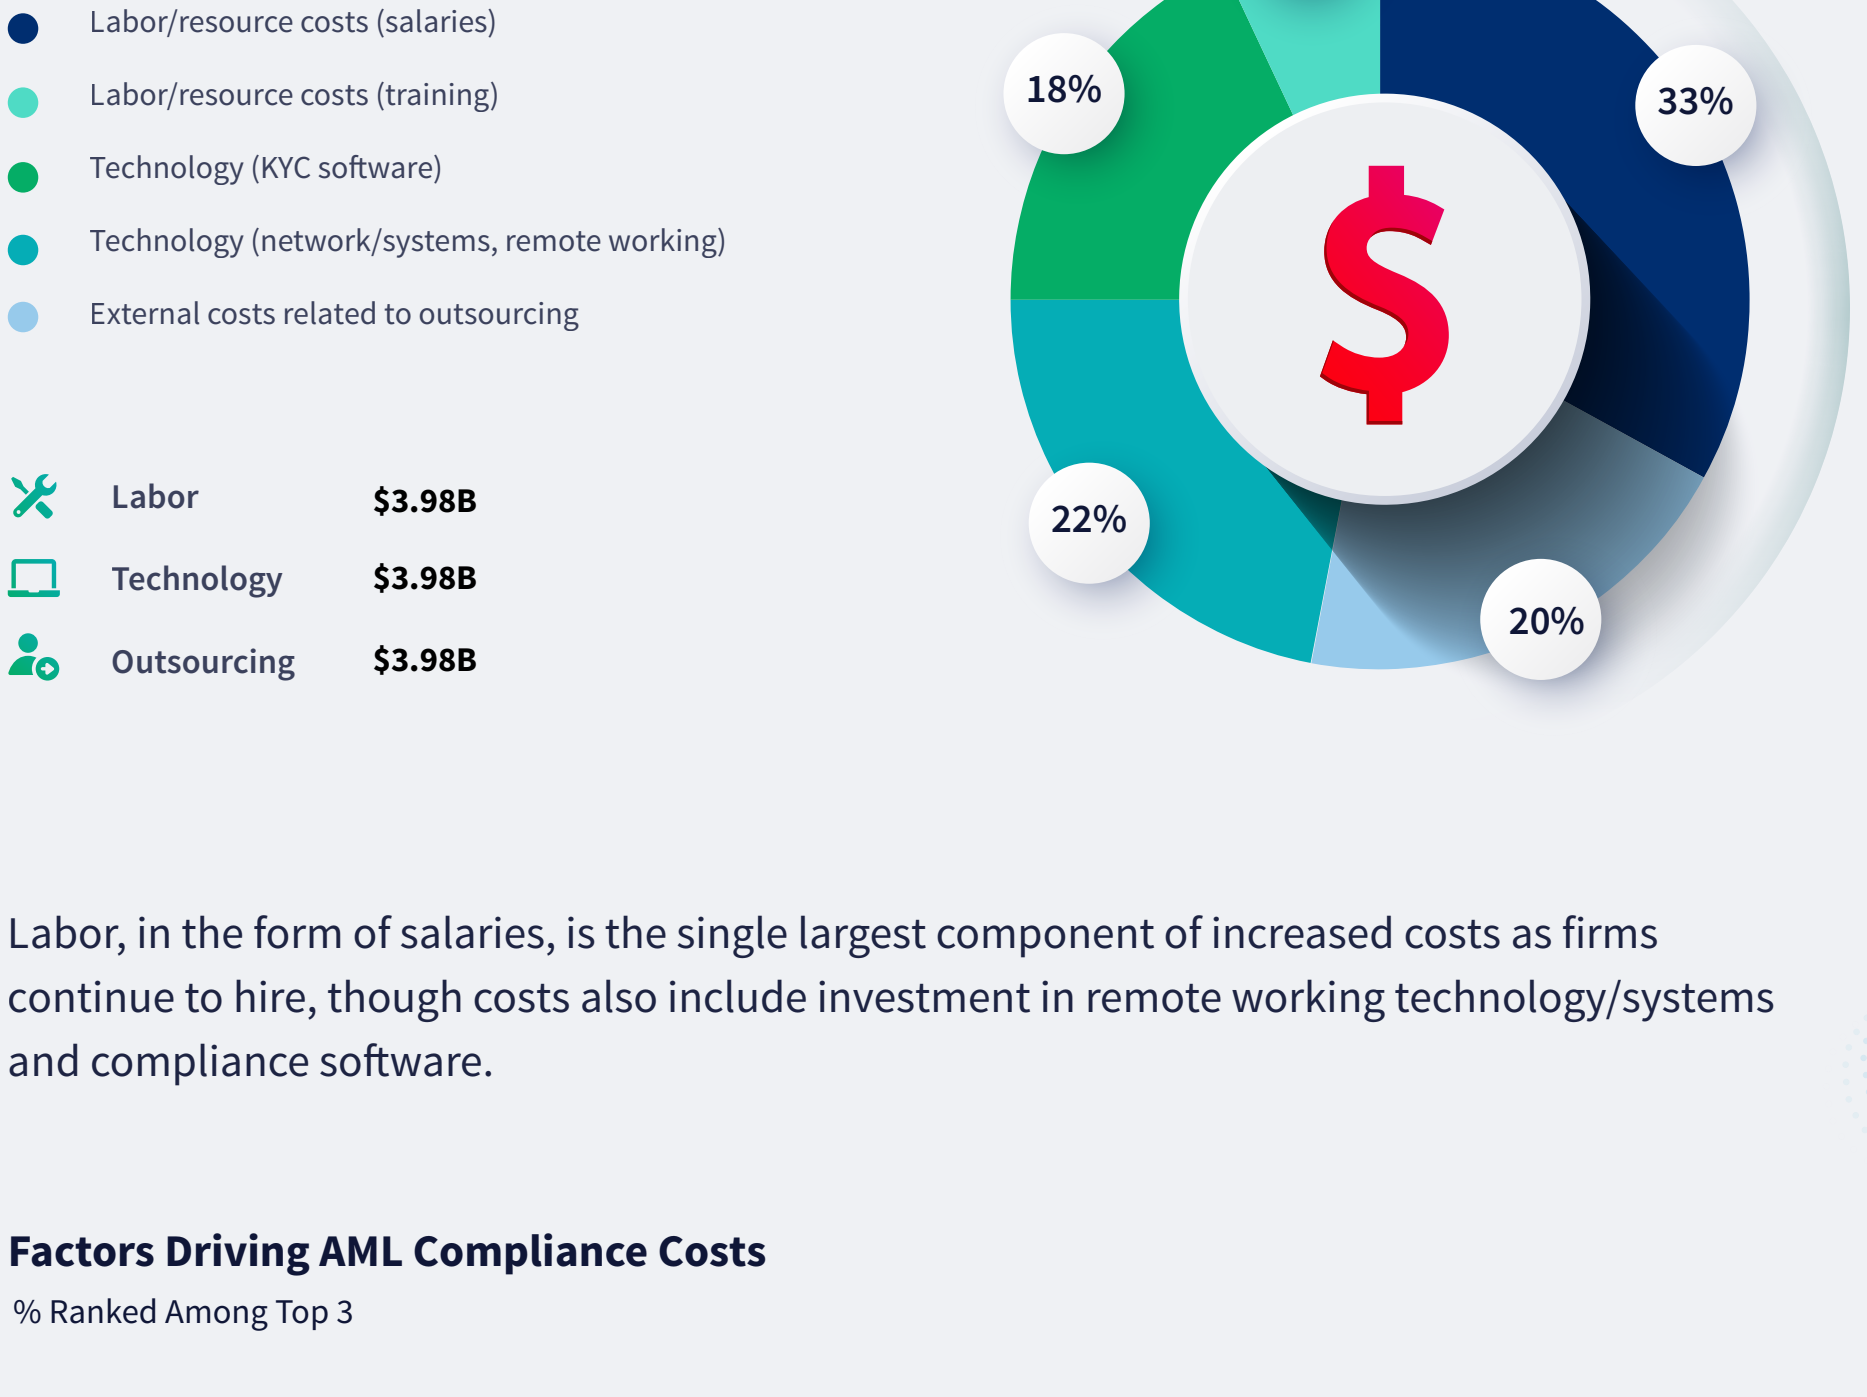 Labor/resource costs (salaries)
Labor/resource costs (training)
Technology (KYC software)
Technology (network/systems, remote working)
External costs related to outsourcing
18%
33%
22%
20%
Labor $3.98B
Technology $3.98B
Outsourcing $3.98B
Labor, in the form of salaries, is the single largest component of increased costs as firms
continue to hire, though costs also include investment in remote working technology/systems
and compliance software.
Factors Driving AML Compliance Costs
% Ranked Among Top 3